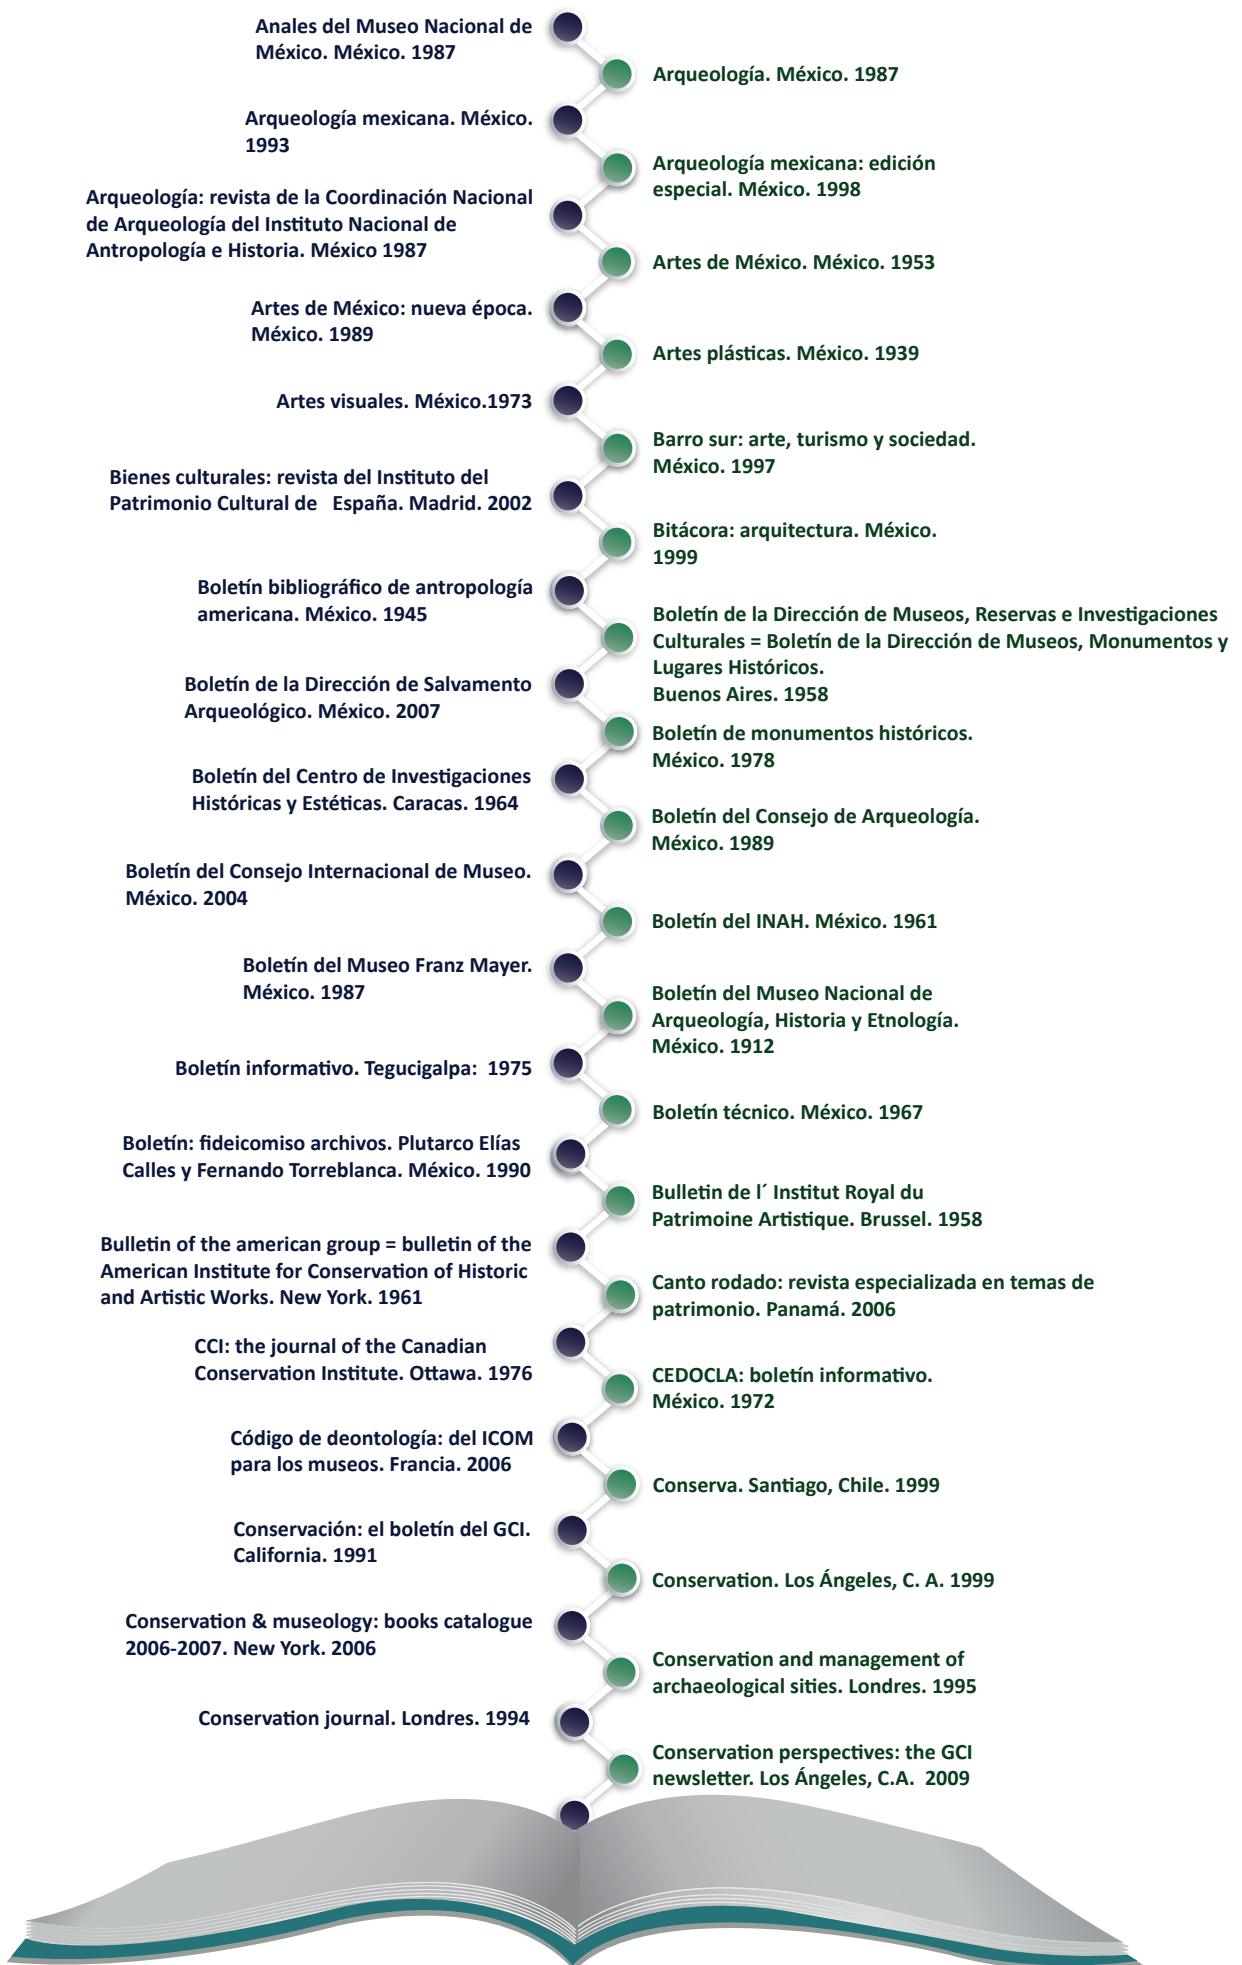 Anales del Museo Nacional de
México. México. 1987
Arqueología. México. 1987
Arqueología mexicana. México.
1993
Arqueología mexicana: edición
especial. México. 1998
Arqueología: revista de la Coordinación Nacional
de Arqueología del Instituto Nacional de
Antropología e Historia. México 1987
Artes de México. México. 1953
Artes de México: nueva época.
México. 1989
Artes plásticas. México. 1939
Artes visuales. México.1973
Barro sur: arte, turismo y sociedad.
México. 1997
Bienes culturales: revista del Instituto del
Patrimonio Cultural de España. Madrid. 2002
Bitácora: arquitectura. México.
1999
Boletín bibliográfico de antropología
americana. México. 1945
Boletín de la Dirección de Museos, Reservas e Investigaciones
Culturales = Boletín de la Dirección de Museos, Monumentos y
Lugares Históricos.
Buenos Aires. 1958
Boletín de la Dirección de Salvamento
Arqueológico. México. 2007
Boletín de monumentos históricos.
México. 1978
Boletín del Centro de Investigaciones
Históricas y Estéticas. Caracas. 1964
Boletín del Consejo de Arqueología.
México. 1989
Boletín del Consejo Internacional de Museo.
México. 2004
Boletín del INAH. México. 1961
Boletín del Museo Franz Mayer.
México. 1987
Boletín del Museo Nacional de
Arqueología, Historia y Etnología.
México. 1912
Boletín informativo. Tegucigalpa: 1975
Boletín técnico. México. 1967
Boletín: fideicomiso archivos. Plutarco Elías
Calles y Fernando Torreblanca. México. 1990
Bulletin de l´ Institut Royal du
Patrimoine Artistique. Brussel. 1958
Bulletin of the american group = bulletin of the
American Institute for Conservation of Historic
and Artistic Works. New York. 1961
Canto rodado: revista especializada en temas de
patrimonio. Panamá. 2006
CCI: the journal of the Canadian
Conservation Institute. Ottawa. 1976
CEDOCLA: boletín informativo.
México. 1972
Código de deontología: del ICOM
para los museos. Francia. 2006
Conserva. Santiago, Chile. 1999
Conservación: el boletín del GCI.
California. 1991
Conservation. Los Ángeles, C. A. 1999
Conservation & museology: books catalogue
2006-2007. New York. 2006
Conservation and management of
archaeological sities. Londres. 1995
Conservation journal. Londres. 1994
Conservation perspectives: the GCI
newsletter. Los Ángeles, C.A. 2009